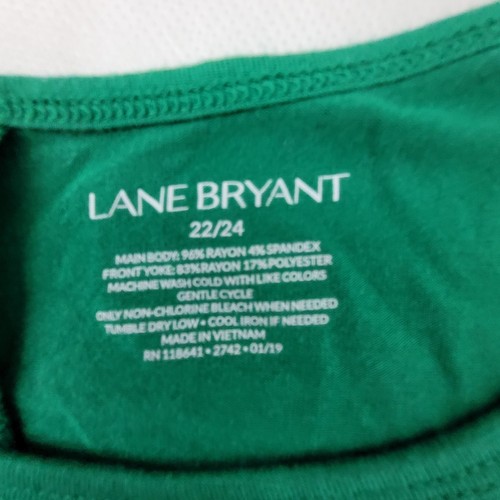 LANE BRYANT
22/24
MAIN BODY: 96% RAYON 4% SPANDEX
FRONT YOKE: 83% RAYON 17% POLYESTER
MACHINE WASH COLD WITH LIKE COLORS
GENTLE CYCLE
ONLY NON-CHLORINE BLEACH WHEN NEEDED
TUMBLE DRY LOW • COOL IRON IF NEEDED
MADE IN VIETNAM
RN 118641 • 2742 • 01/19